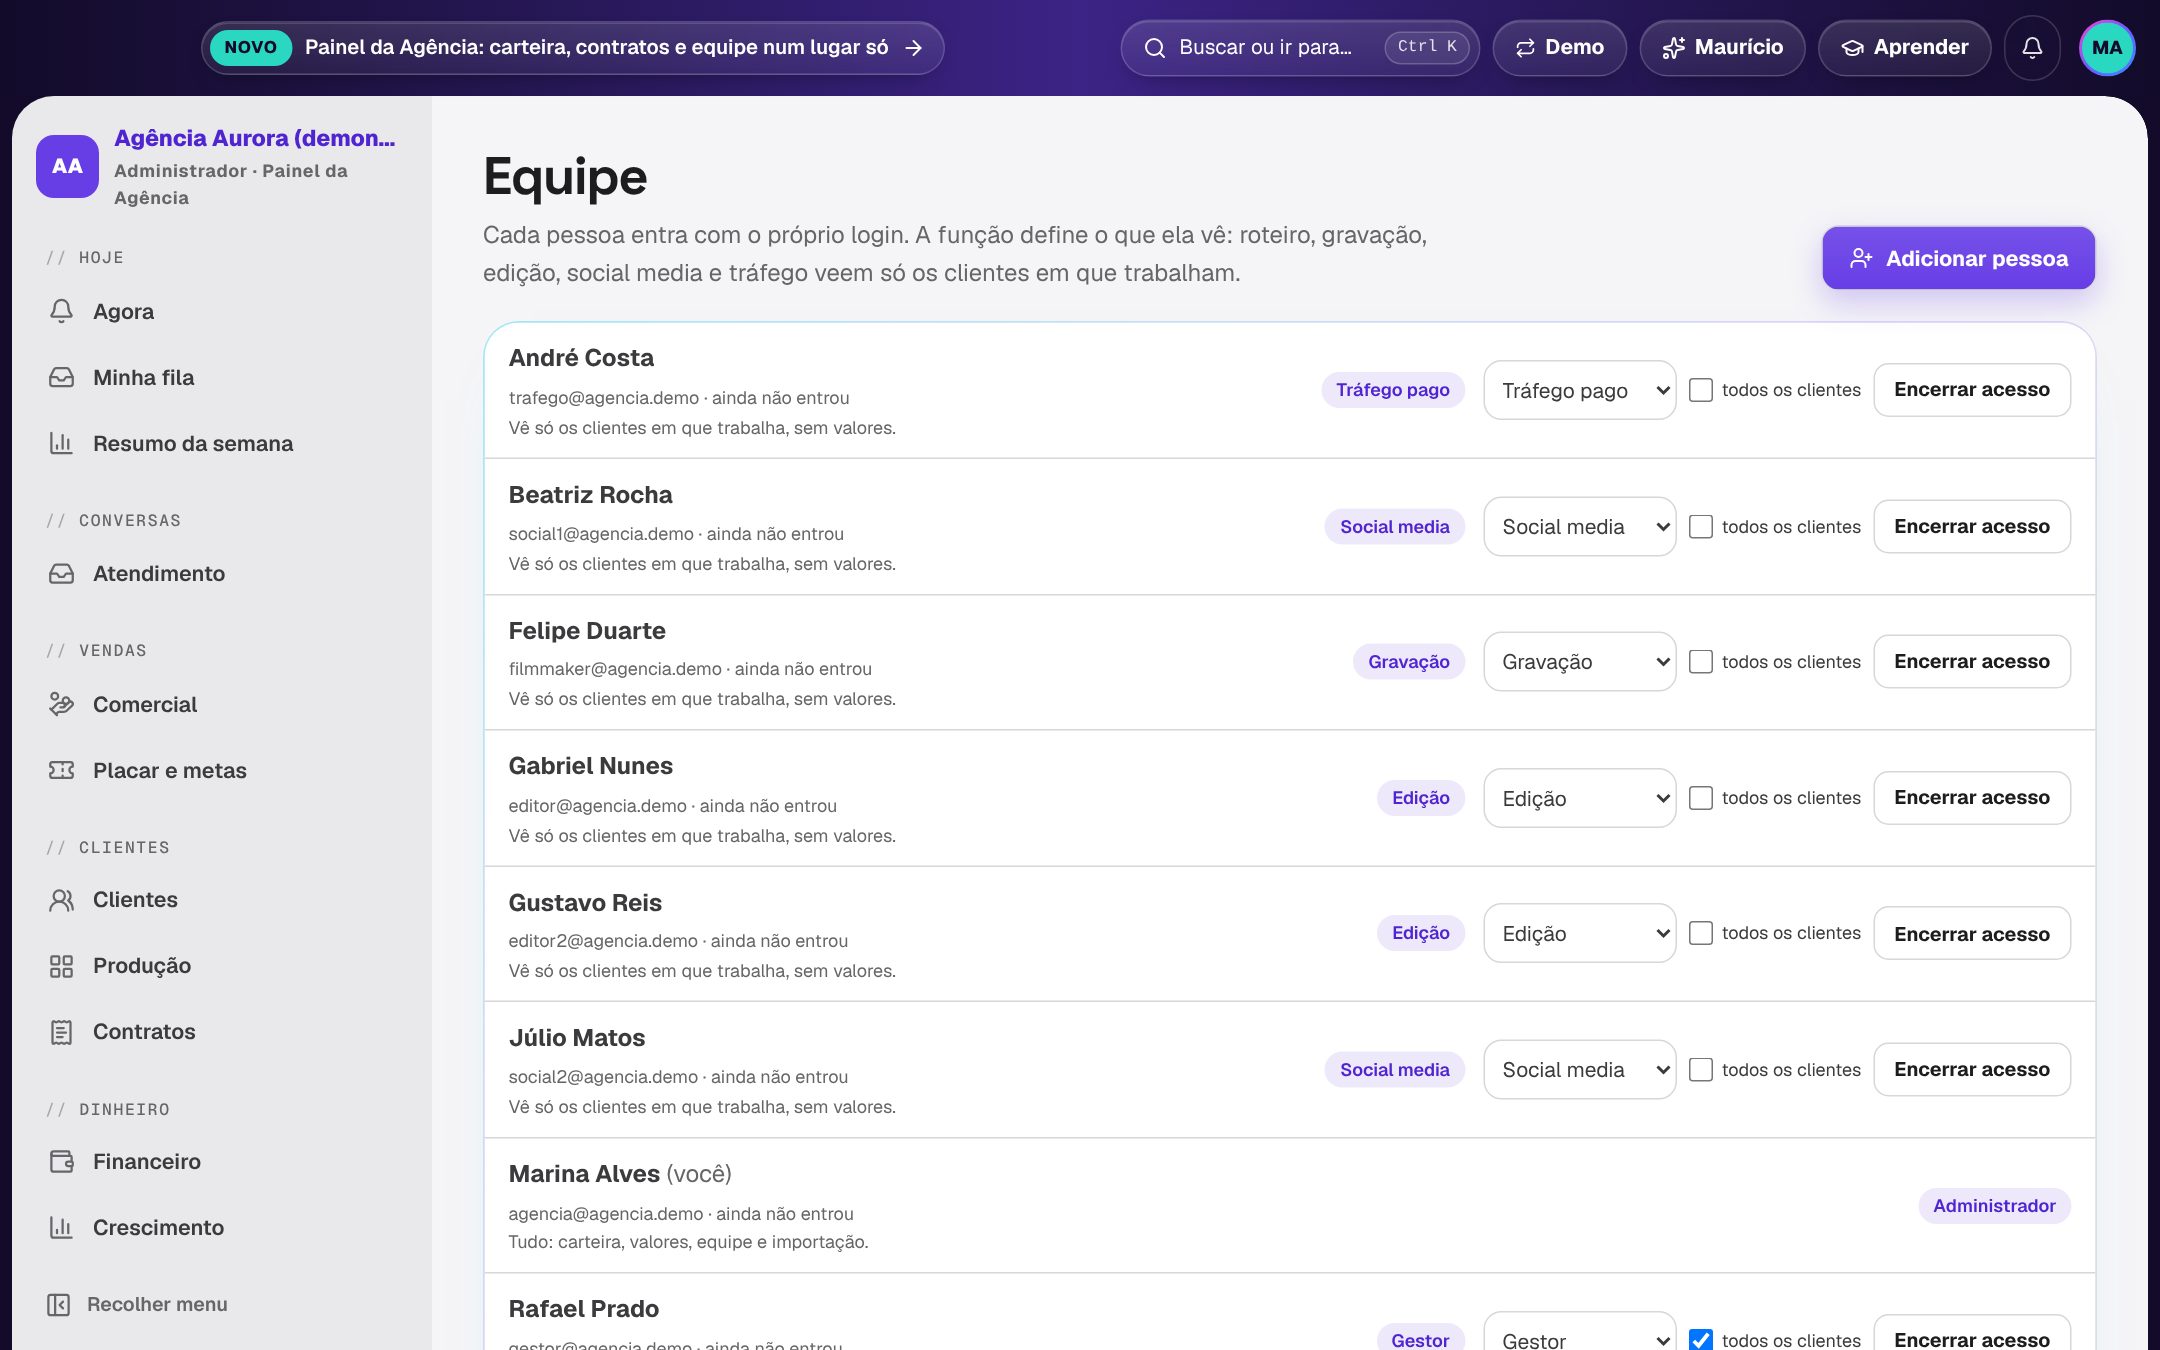 NOVO Painel da Agência: carteira, contratos e equipe num lugar só →
Buscar ou ir para... Ctrl K
Demo
Maurício
Aprender
MA
AA
Agência Aurora (demon...
Administrador · Painel da
Agência
// HOJE
Agora
Minha fila
Resumo da semana
// CONVERSAS
Atendimento
// VENDAS
Comercial
Placar e metas
// CLIENTES
Clientes
Produção
Contratos
// DINHEIRO
Financeiro
Crescimento
Recolher menu
Equipe
Cada pessoa entra com o próprio login. A função define o que ela vê: roteiro, gravação,
edição, social media e tráfego veem só os clientes em que trabalham.
Adicionar pessoa
André Costa
trafego@agencia.demo · ainda não entrou
Vê só os clientes em que trabalha, sem valores.
Tráfego pago Tráfego pago todos os clientes Encerrar acesso
Beatriz Rocha
social1@agencia.demo · ainda não entrou
Vê só os clientes em que trabalha, sem valores.
Social media Social media todos os clientes Encerrar acesso
Felipe Duarte
filmmaker@agencia.demo · ainda não entrou
Vê só os clientes em que trabalha, sem valores.
Gravação Gravação todos os clientes Encerrar acesso
Gabriel Nunes
editor@agencia.demo · ainda não entrou
Vê só os clientes em que trabalha, sem valores.
Edição Edição todos os clientes Encerrar acesso
Gustavo Reis
editor2@agencia.demo · ainda não entrou
Vê só os clientes em que trabalha, sem valores.
Edição Edição todos os clientes Encerrar acesso
Júlio Matos
social2@agencia.demo · ainda não entrou
Vê só os clientes em que trabalha, sem valores.
Social media Social media todos os clientes Encerrar acesso
Marina Alves (você)
agencia@agencia.demo · ainda não entrou
Tudo: carteira, valores, equipe e importação.
Administrador
Rafael Prado
gestor@agencia.demo · ainda não entrou
Gestor Gestor todos os clientes Encerrar acesso